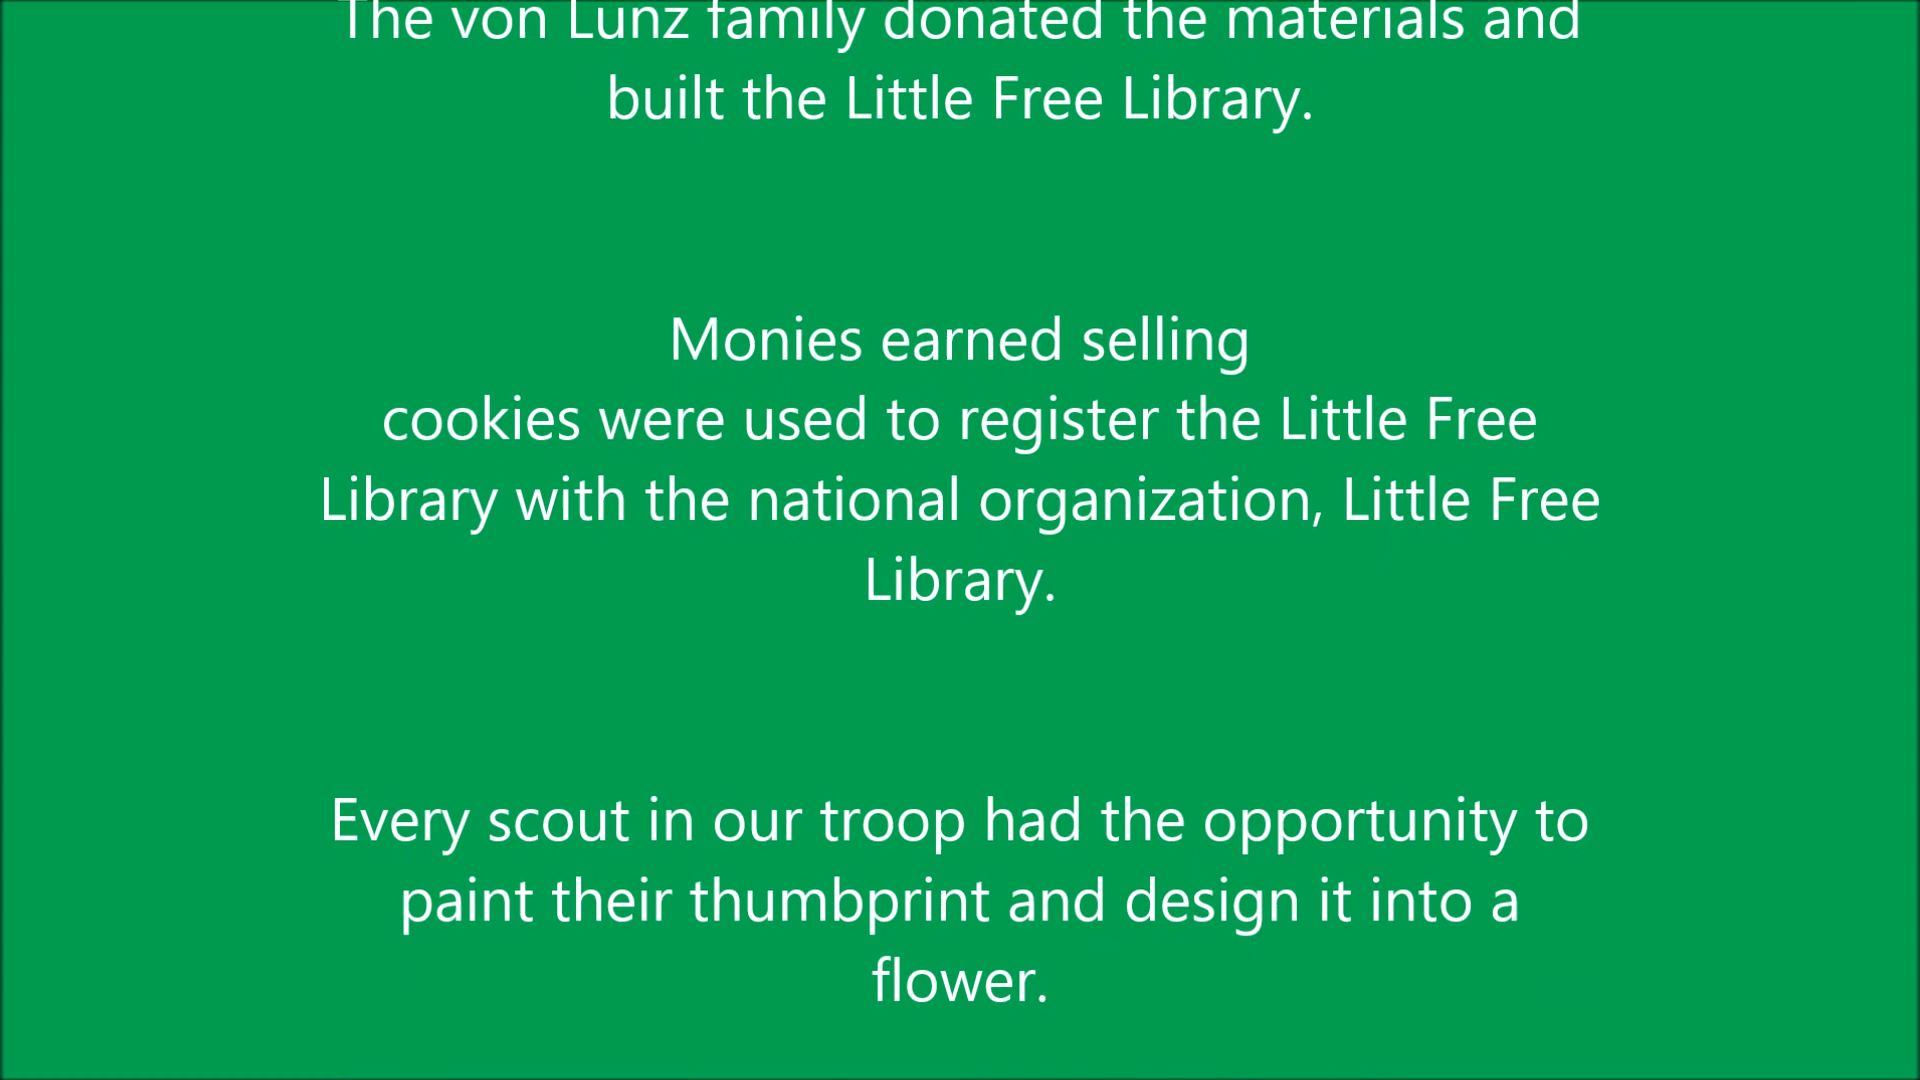 The von Lunz family donated the materials and
built the Little Free Library.
Monies earned selling
cookies were used to register the Little Free
Library with the national organization, Little Free
Library.
Every scout in our troop had the opportunity to
paint their thumbprint and design it into a
flower.